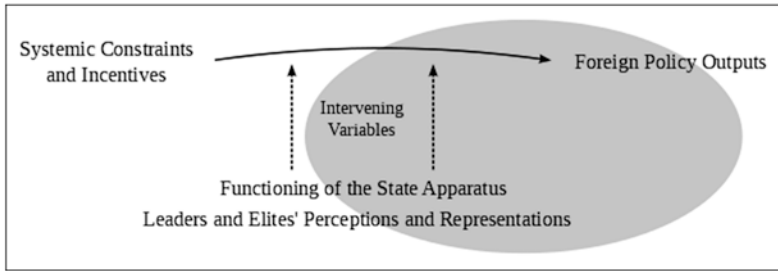 Systemic Constraints
and Incentives
Foreign Policy Outputs
Intervening
Variables
Functioning of the State Apparatus
Leaders and Elites' Perceptions and Representations